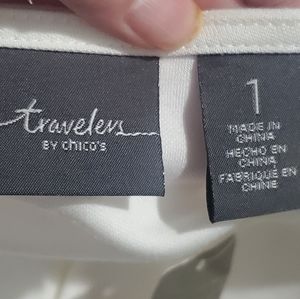 travelers
BY chico's
1
MADE IN
CHINA
HECHO EN
CHINA
FABRIQUÉ EN
CHINE